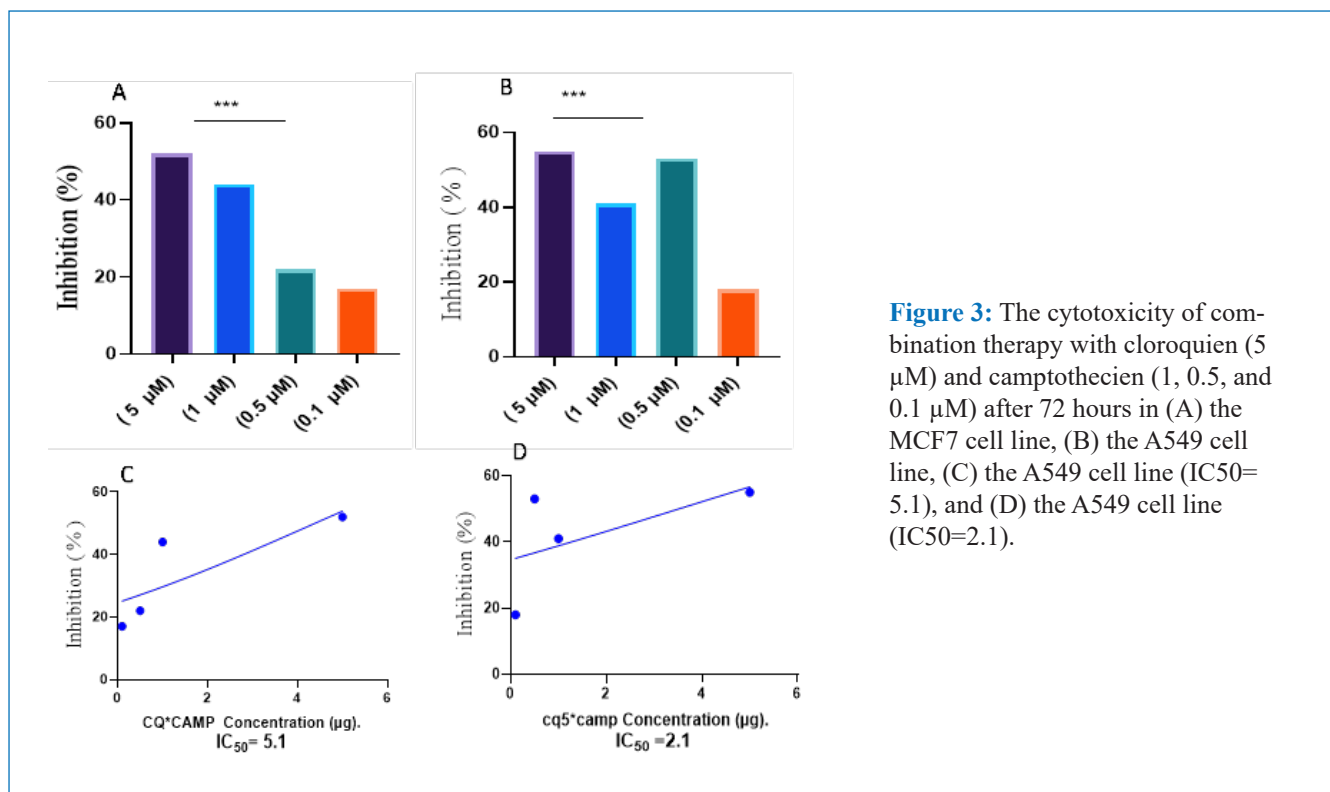 A
***
Inhibition (%)
60
40
20
0
( 5 µM)
(1 µM)
(0.5 µM)
(0.1 µM)
B
***
Inhibition ( % )
60
40
20
0
( 5 µM)
(1 µM)
(0.5 µM)
(0.1 µM)
C
Inhibition ( % )
60
40
20
0
0
2
4
6
CQ*CAMP Concentration (µg).
IC50= 5.1
D
Inhibition (%)
60
40
20
0
0
2
4
6
cq5*camp Concentration (µg).
IC50 =2.1
Figure 3: The cytotoxicity of com-
bination therapy with cloroquien (5
µM) and camptothecien (1, 0.5, and
0.1 µM) after 72 hours in (A) the
MCF7 cell line, (B) the A549 cell
line, (C) the A549 cell line (IC50=
5.1), and (D) the A549 cell line
(IC50=2.1).